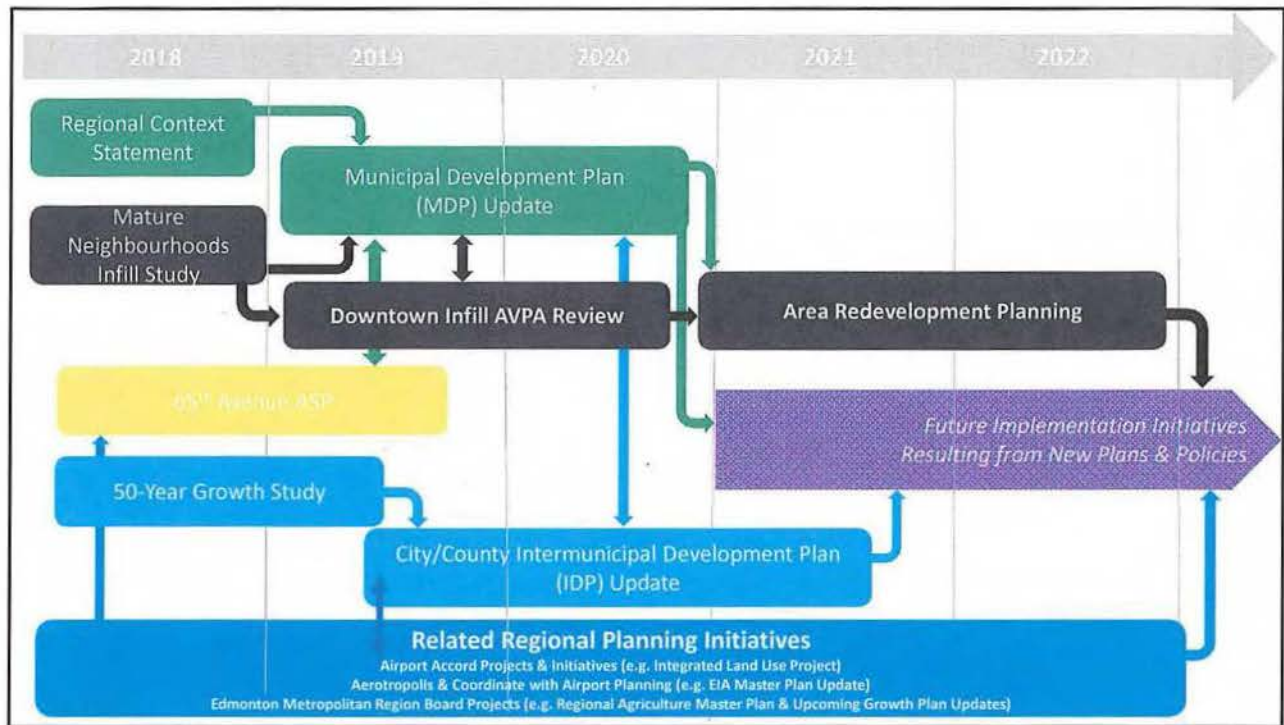 2018 2019 2020 2021 2022
Regional Context
Statement
Municipal Development Plan
(MDP) Update
Mature
Neighbourhoods
Infill Study
Downtown Infill AVPA Review
Area Redevelopment Planning
65th Avenue ASP
Future Implementation Initiatives
Resulting from New Plans & Policies
50-Year Growth Study
City/County Intermunicipal Development Plan
(IDP) Update
Related Regional Planning Initiatives
Airport Accord Projects & Initiatives (e.g. Integrated Land Use Project)
Aerotropolis & Coordinate with Airport Planning (e.g. EIA Master Plan Update)
Edmonton Metropolitan Region Board Projects (e.g. Regional Agriculture Master Plan & Upcoming Growth Plan Updates)